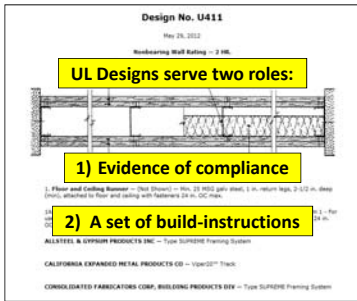 Design No. U411
May 29, 2012
Nonbearing Wall Rating — 2 HR.
UL Designs serve two roles:
1) Evidence of compliance
1. Floor and Ceiling Runner — (Not Shown) — Min. 25 MSG galv steel, 1 in. return legs, 2-1/2 in. deep
(min), attached to floor and ceiling with fasteners 24 in. OC max.
2) A set of build-instructions
ALLSTEEL & GYPSUM PRODUCTS INC — Type SUPREME Framing System
CALIFORNIA EXPANDED METAL PRODUCTS CO — Viper20™ Track
CONSOLIDATED FABRICATORS CORP, BUILDING PRODUCTS DIV — Type SUPREME Framing System